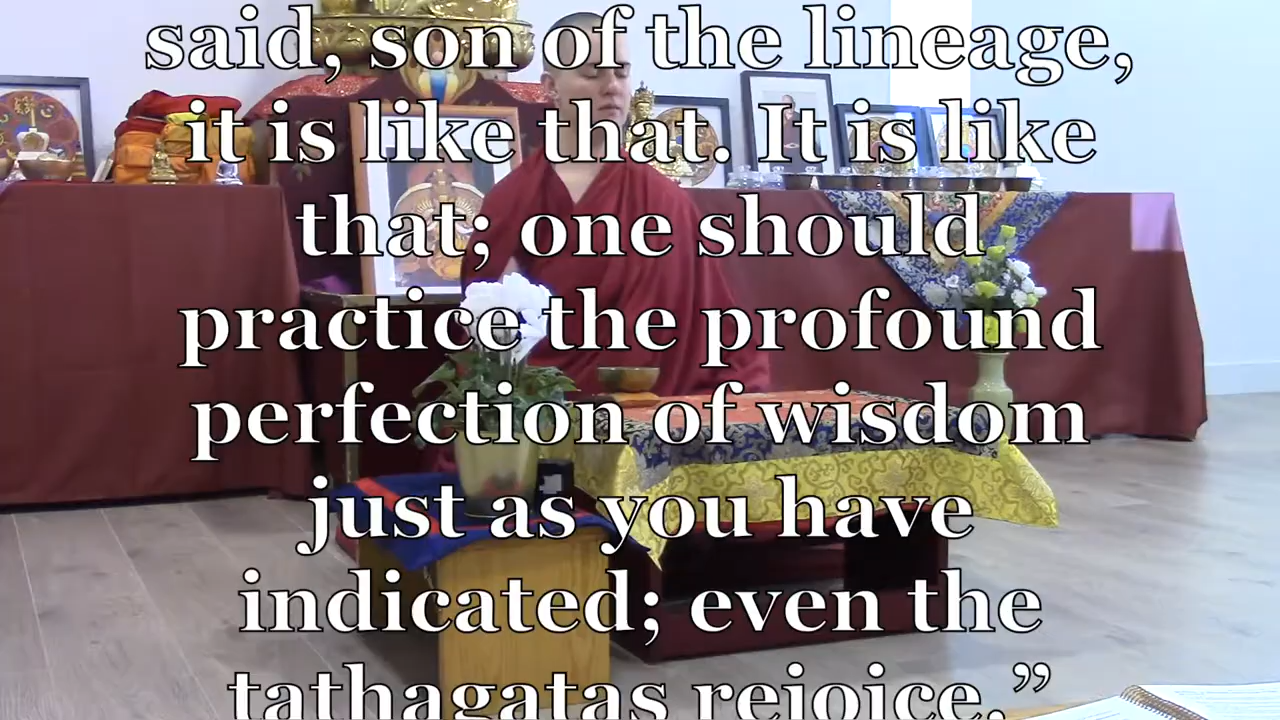 said, son of the lineage,
it is like that. It is like
that; one should
practice the profound
perfection of wisdom
just as you have
indicated; even the
tathagatas rejoice.”